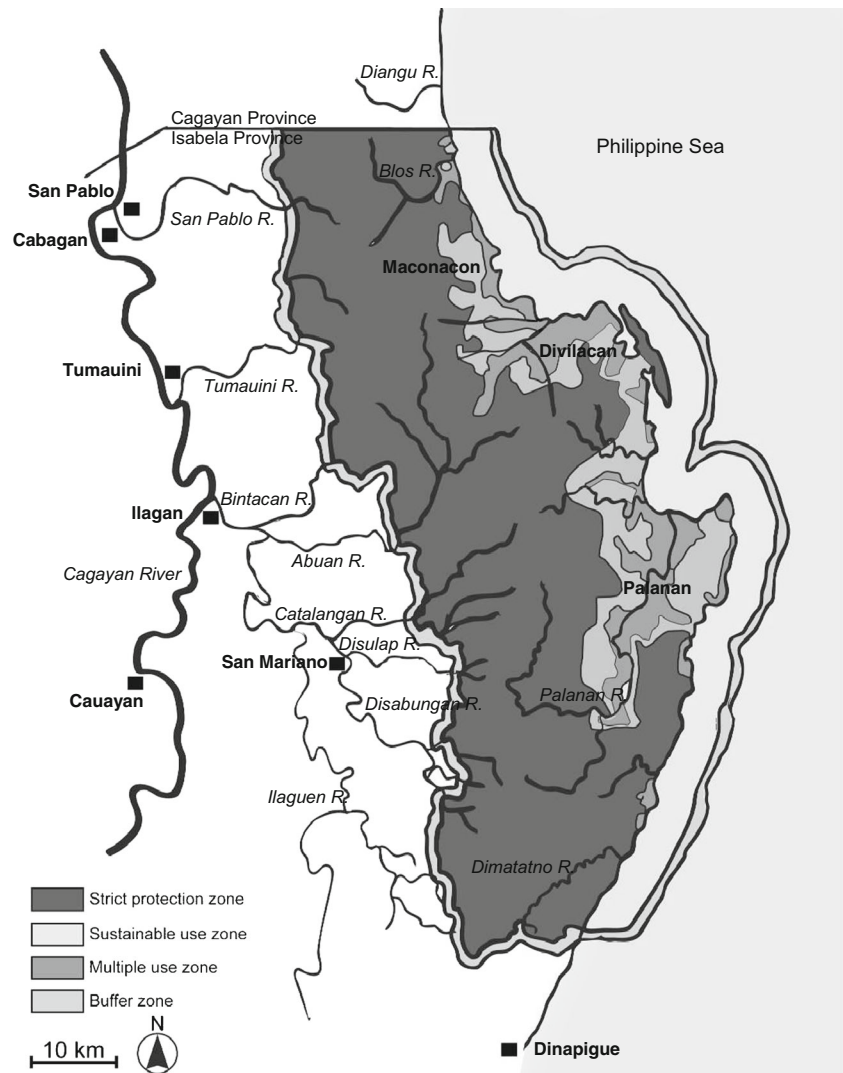 Diangu R.
Cagayan Province
Isabela Province
Philippine Sea
Blos R.
San Pablo
San Pablo R.
Cabagan
Maconacon
Divilacan
Tumauini
Tumauini R.
Bintacan R.
Ilagan
Abuan R.
Cagayan River
Palanan
Catalangan R.
Disulap R.
San Mariano
Palanan R.
Cauayan
Disabungan R.
Ilaguen R.
Dimatatno R.
Strict protection zone
Sustainable use zone
Multiple use zone
Buffer zone
N
10 km
Dinapigue